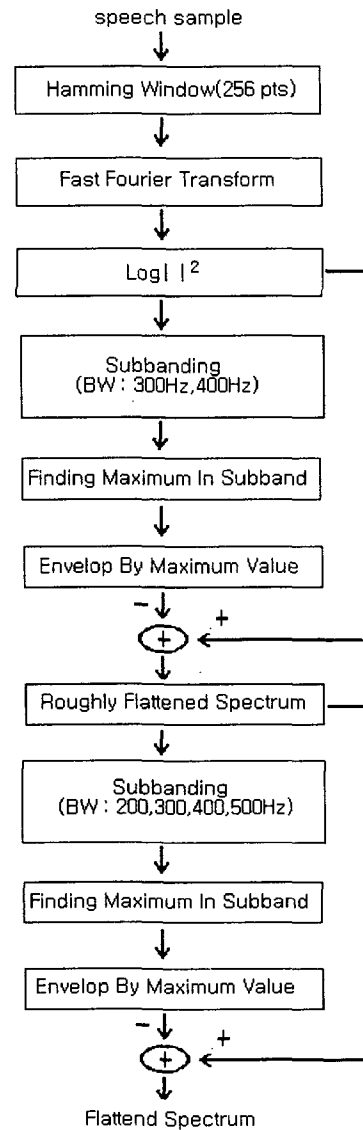 speech sample
Hamming Window(256 pts)
Fast Fourier Transform
Log| |²
Subbanding
(BW : 300Hz,400Hz)
Finding Maximum In Subband
Envelop By Maximum Value
− +
+
Roughly Flattened Spectrum
Subbanding
(BW : 200,300,400,500Hz)
Finding Maximum In Subband
Envelop By Maximum Value
− +
+
Flattend Spectrum